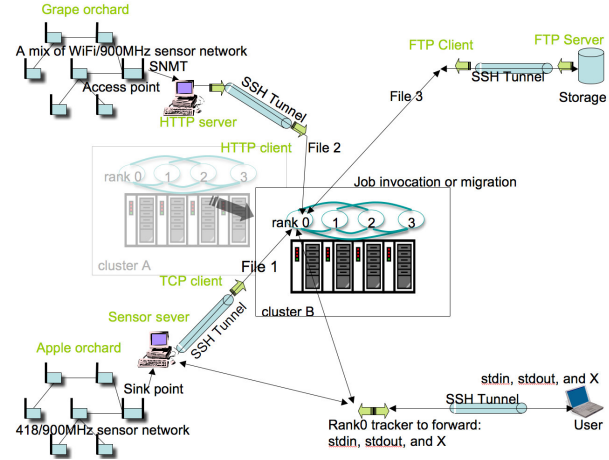 Grape orchard
A mix of WiFi/900MHz sensor network
SNMT
Access point
HTTP server
SSH Tunnel
HTTP client
File 2
FTP Client
FTP Server
SSH Tunnel
Storage
File 3
rank 0 1 2 3
cluster A
Job invocation or migration
rank 0 1 2 3
cluster B
File 1
TCP client
Sensor sever
SSH Tunnel
Apple orchard
Sink point
418/900MHz sensor network
stdin, stdout, and X
SSH Tunnel
User
Rank0 tracker to forward:
stdin, stdout, and X